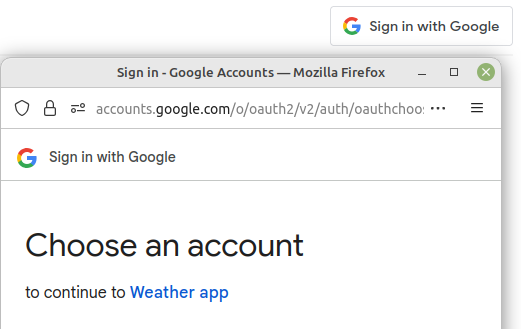 Sign in with Google
Sign in - Google Accounts — Mozilla Firefox
accounts.google.com/o/oauth2/v2/auth/oauthchoo
Sign in with Google
Choose an account
to continue to Weather app